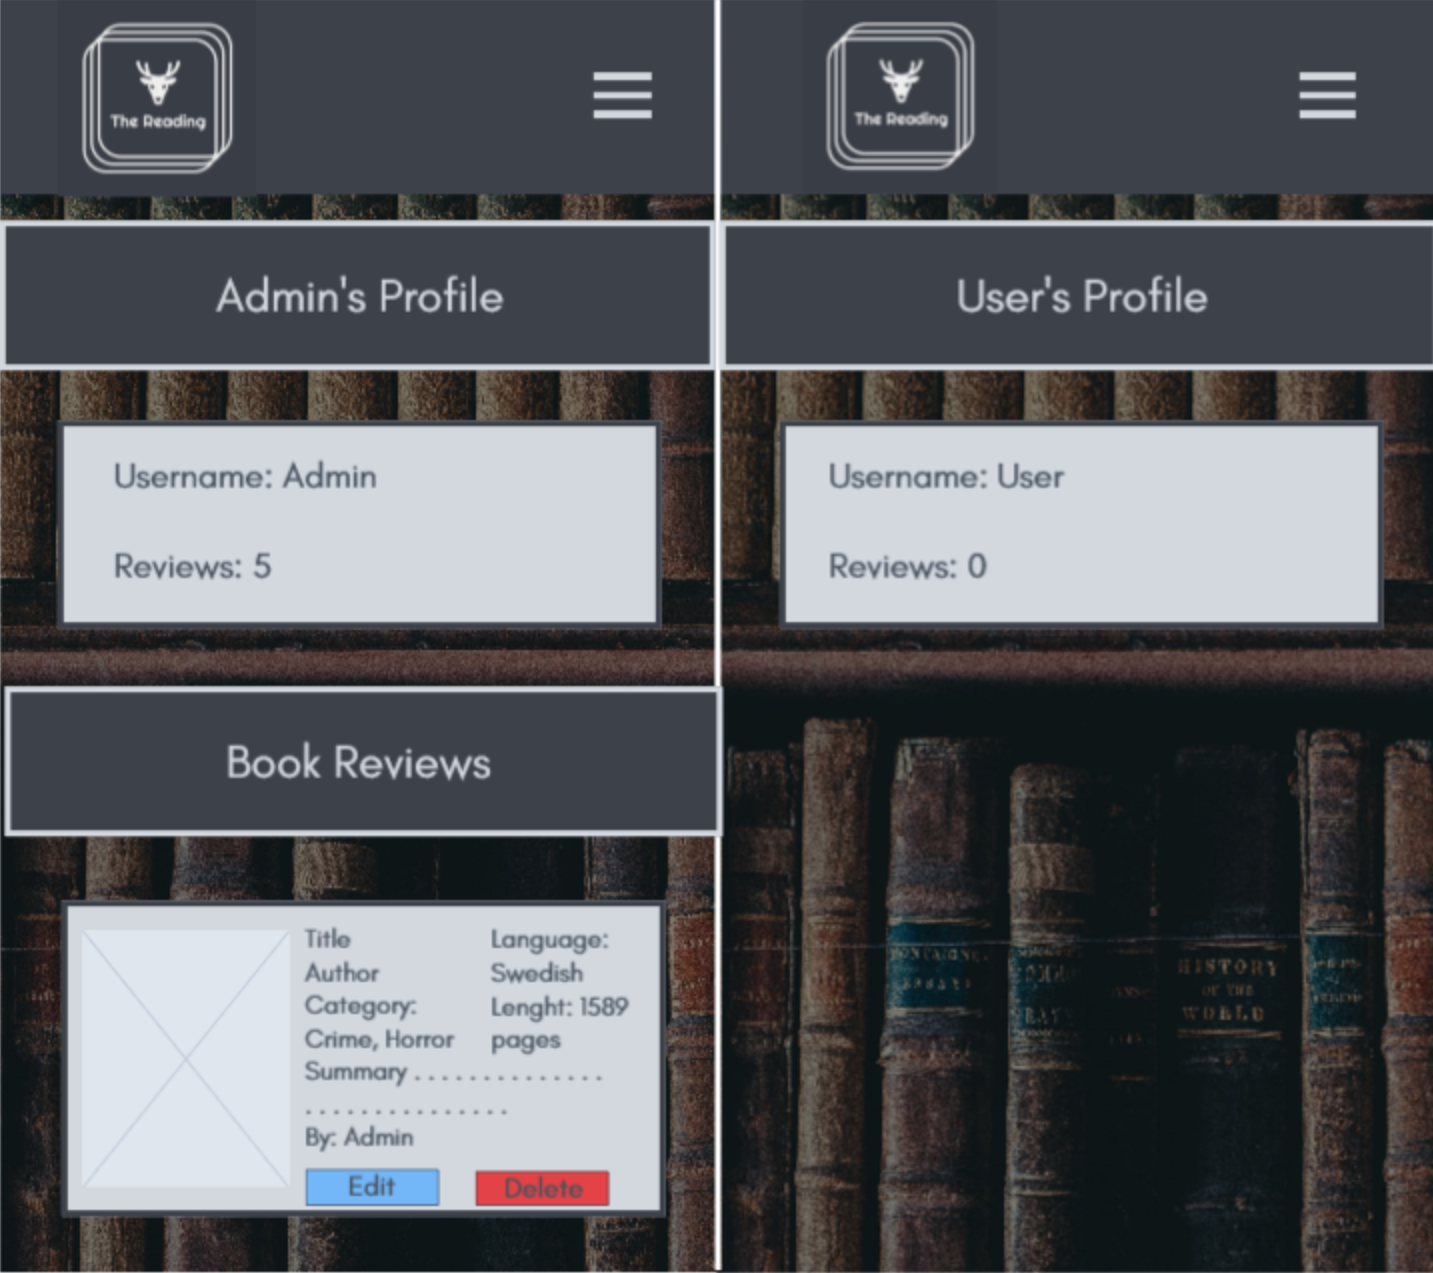 The Reading
Admin's Profile
Username: Admin
Reviews: 5
Book Reviews
Title
Author
Category:
Crime, Horror
Language:
Swedish
Lenght: 1589
pages
Summary . . . . . . . . . . . . . .
. . . . . . . . . . . . . . .
By: Admin
Edit
Delete
The Reading
User's Profile
Username: User
Reviews: 0
HISTORY
OF THE
WORLD